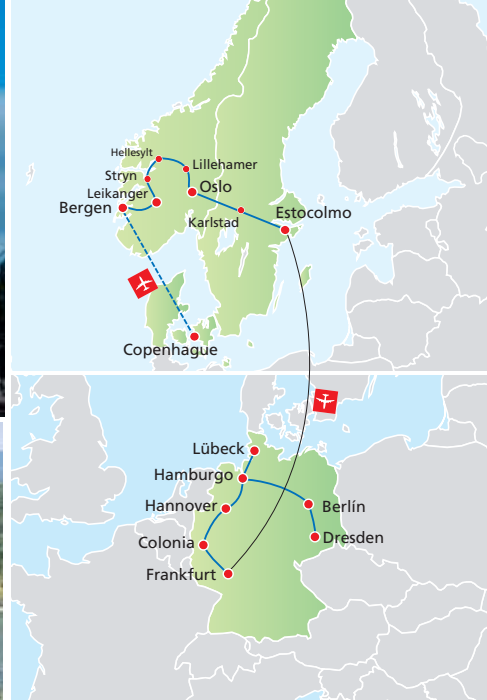 Hellesylt
Lillehamer
Stryn
Oslo
Leikanger
Bergen
Estocolmo
Karlstad
Copenhague
Lübeck
Hamburgo
Hannover
Berlín
Colonia
Dresden
Frankfurt